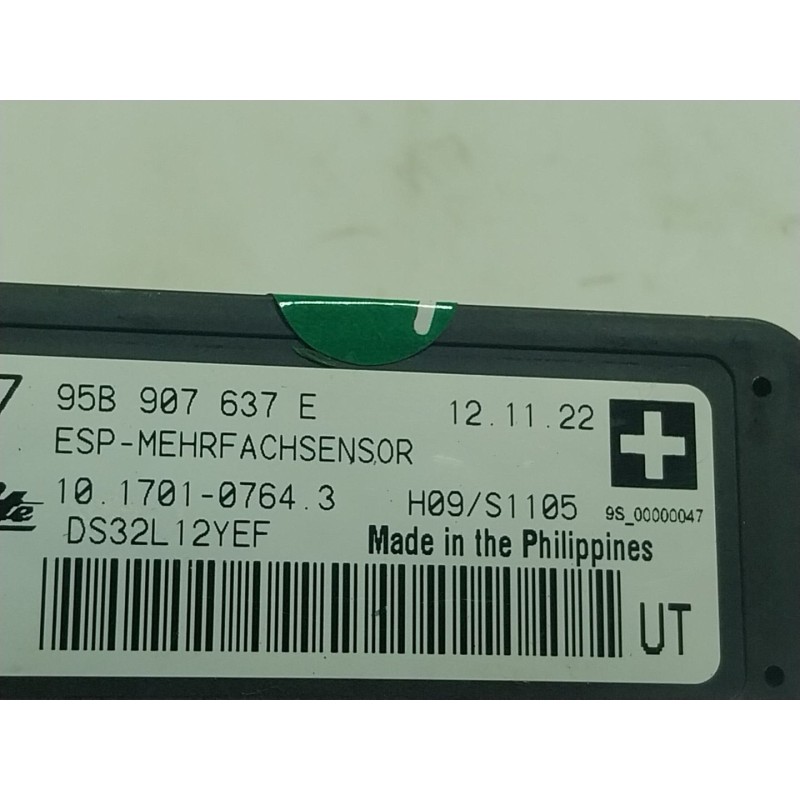 95B 907 637 E 12.11.22
ESP-MEHRFACHSENSOR
10.1701-0764.3 H09/S1105 9S_00000047
DS32L12YEF Made in the Philippines
UT